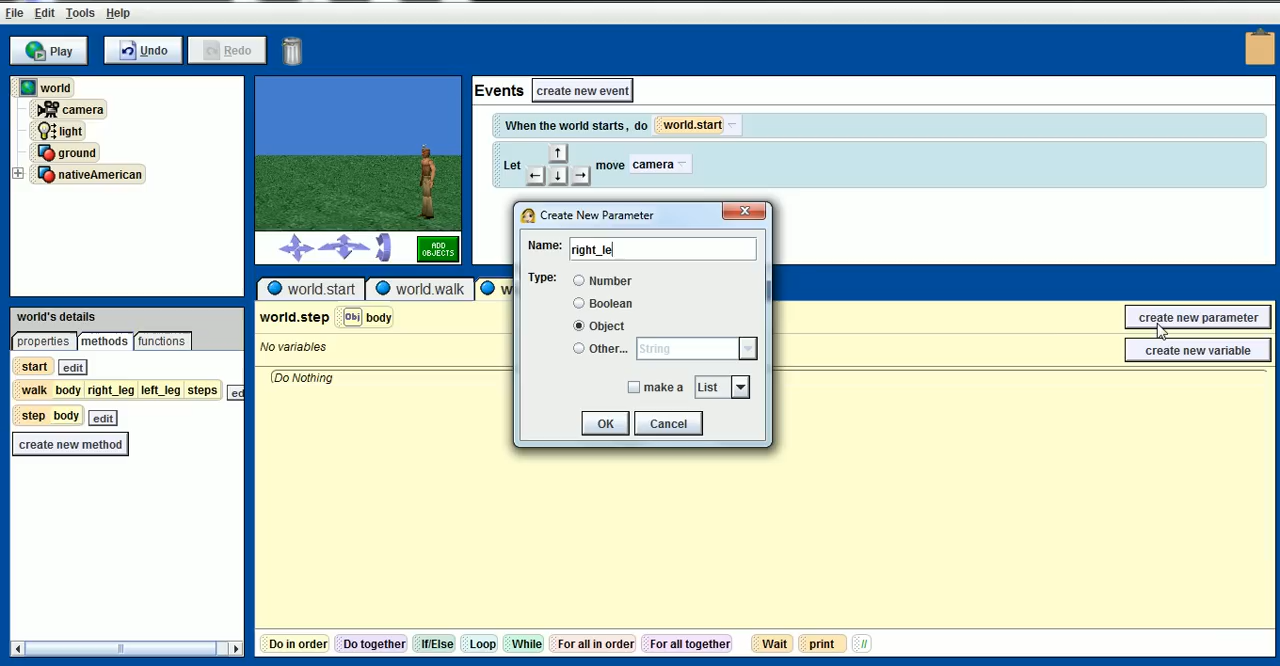 File Edit Tools Help
Play Undo Redo
world
camera
light
ground
nativeAmerican
ADD
OBJECTS
Events create new event
When the world starts, do world.start
Let ↑ ← ↓ → move camera
Create New Parameter
Name: right_le
Type: Number
Boolean
Object
Other... String
make a List
OK Cancel
world's details
properties methods functions
start edit
walk body right_leg left_leg steps ed
step body edit
create new method
world.start world.walk w
world.step Obj body create new parameter
No variables create new variable
Do Nothing
Do in order Do together If/Else Loop While For all in order For all together Wait print //